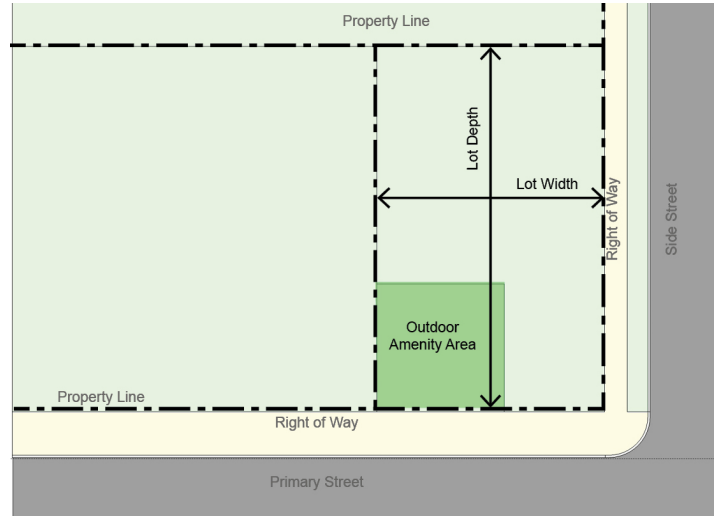 Property Line
Lot Depth
Lot Width
Right of Way
Side Street
Outdoor
Amenity Area
Property Line
Right of Way
Primary Street